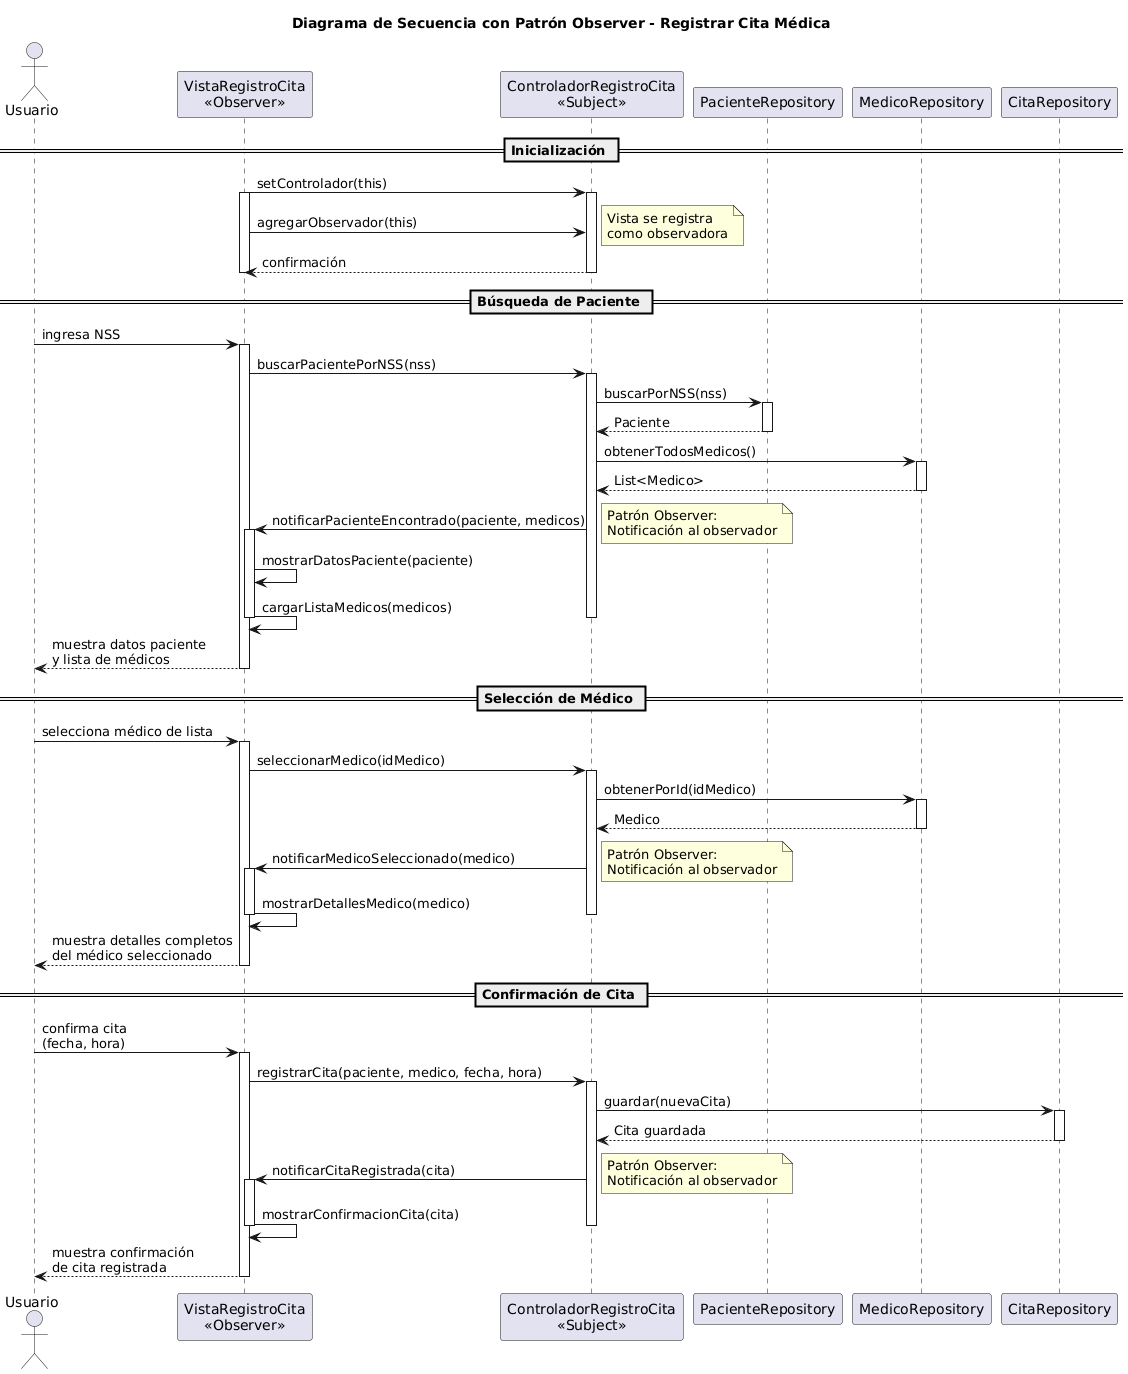 Diagrama de Secuencia con Patrón Observer - Registrar Cita Médica
Usuario
VistaRegistroCita
«Observer»
ControladorRegistroCita
«Subject»
PacienteRepository
MedicoRepository
CitaRepository
Inicialización
setControlador(this)
agregarObservador(this)
Vista se registra
como observadora
confirmación
Búsqueda de Paciente
ingresa NSS
buscarPacientePorNSS(nss)
buscarPorNSS(nss)
Paciente
obtenerTodosMedicos()
List<Medico>
notificarPacienteEncontrado(paciente, medicos)
Patrón Observer:
Notificación al observador
mostrarDatosPaciente(paciente)
cargarListaMedicos(medicos)
muestra datos paciente
y lista de médicos
Selección de Médico
selecciona médico de lista
seleccionarMedico(idMedico)
obtenerPorId(idMedico)
Medico
notificarMedicoSeleccionado(medico)
Patrón Observer:
Notificación al observador
mostrarDetallesMedico(medico)
muestra detalles completos
del médico seleccionado
Confirmación de Cita
confirma cita
(fecha, hora)
registrarCita(paciente, medico, fecha, hora)
guardar(nuevaCita)
Cita guardada
notificarCitaRegistrada(cita)
Patrón Observer:
Notificación al observador
mostrarConfirmacionCita(cita)
muestra confirmación
de cita registrada
Usuario
VistaRegistroCita
«Observer»
ControladorRegistroCita
«Subject»
PacienteRepository
MedicoRepository
CitaRepository